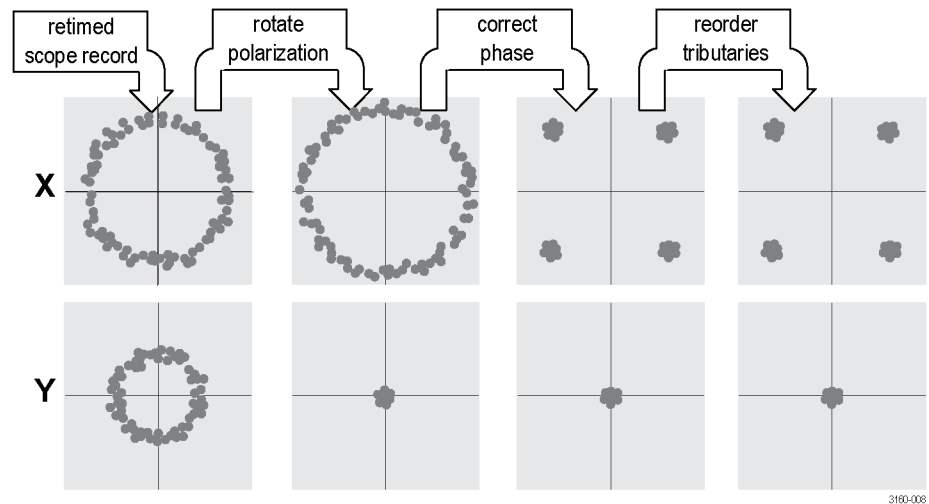 retimed
scope record
rotate
polarization
correct
phase
reorder
tributaries
X
Y
3160-008